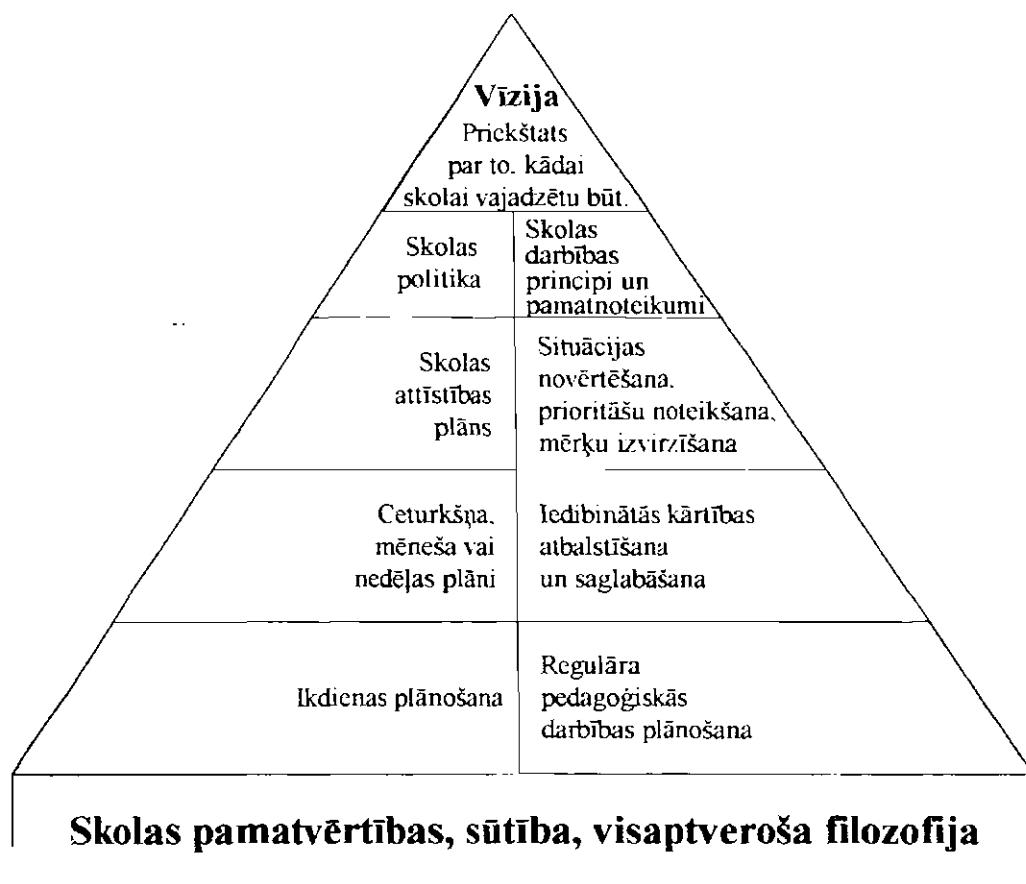 Vīzija
Priekštats
par to. kādai
skolai vajadzētu būt.
Skolas
politika
Skolas
darbības
principi un
pamatnoteikumi
Skolas
attīstības
plāns
Situācijas
novērtēšana.
prioritāšu noteikšana.
mērķu izvirzīšana
Ceturkšņa.
mēneša vai
nedēļas plāni
Iedibinātās kārtības
atbalstīšana
un saglabāšana
Ikdienas plānošana
Regulāra
pedagoģiskās
darbības plānošana
Skolas pamatvērtības, sūtība, visaptveroša filozofija